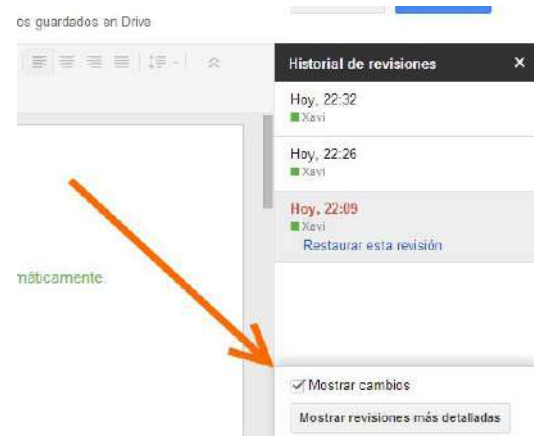 os guardados en Drive
Historial de revisiones
Hoy, 22:32
Xavi
Hoy, 22:26
Xavi
Hoy, 22:09
Xavi
Restaurar esta revisión
máticamente.
Mostrar cambios
Mostrar revisiones más detalladas